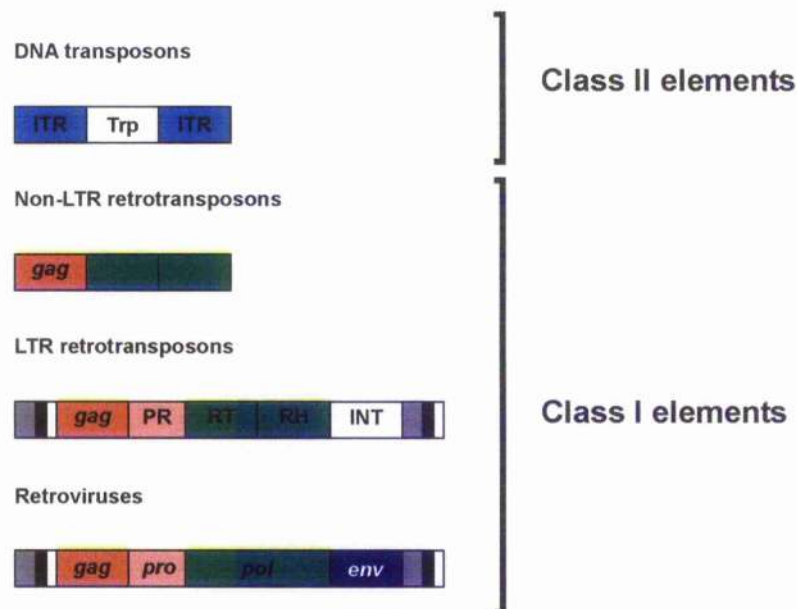 DNA transposons
Class II elements
ITR Trp ITR
Non-LTR retrotransposons
gag
LTR retrotransposons
gag PR RT RH INT
Class I elements
Retroviruses
gag pro pol env